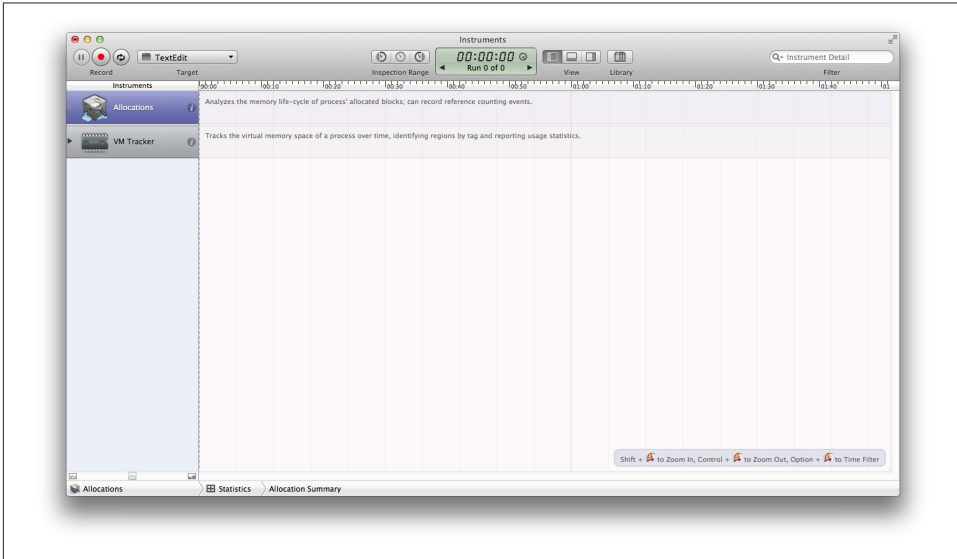 Instruments
TextEdit
00:00:00
Run 0 of 0
Instrument Detail
Record
Target
Inspection Range
View
Library
Filter
Instruments
00:00 00:10 00:20 00:30 00:40 00:50 01:00 01:10 01:20 01:30 01:40 01
Allocations
Analyzes the memory life-cycle of process' allocated blocks; can record reference counting events.
VM Tracker
Tracks the virtual memory space of a process over time, identifying regions by tag and reporting usage statistics.
Shift + to Zoom In, Control + to Zoom Out, Option + to Time Filter
Allocations
Statistics
Allocation Summary